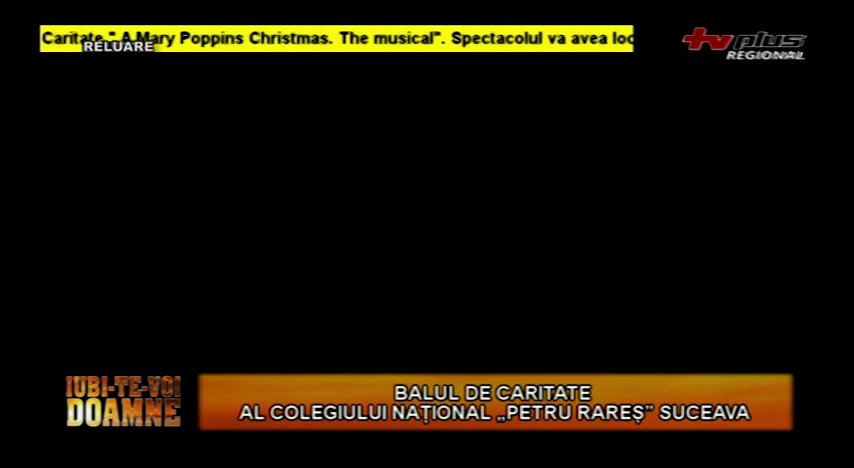 Caritate " A Mary Poppins Christmas. The musical". Spectacolul va avea loc
RELUARE
tv plus
REGIONAL
IUBI-TE-VOI
DOAMNE
BALUL DE CARITATE
AL COLEGIULUI NAȚIONAL „PETRU RAREȘ” SUCEAVA